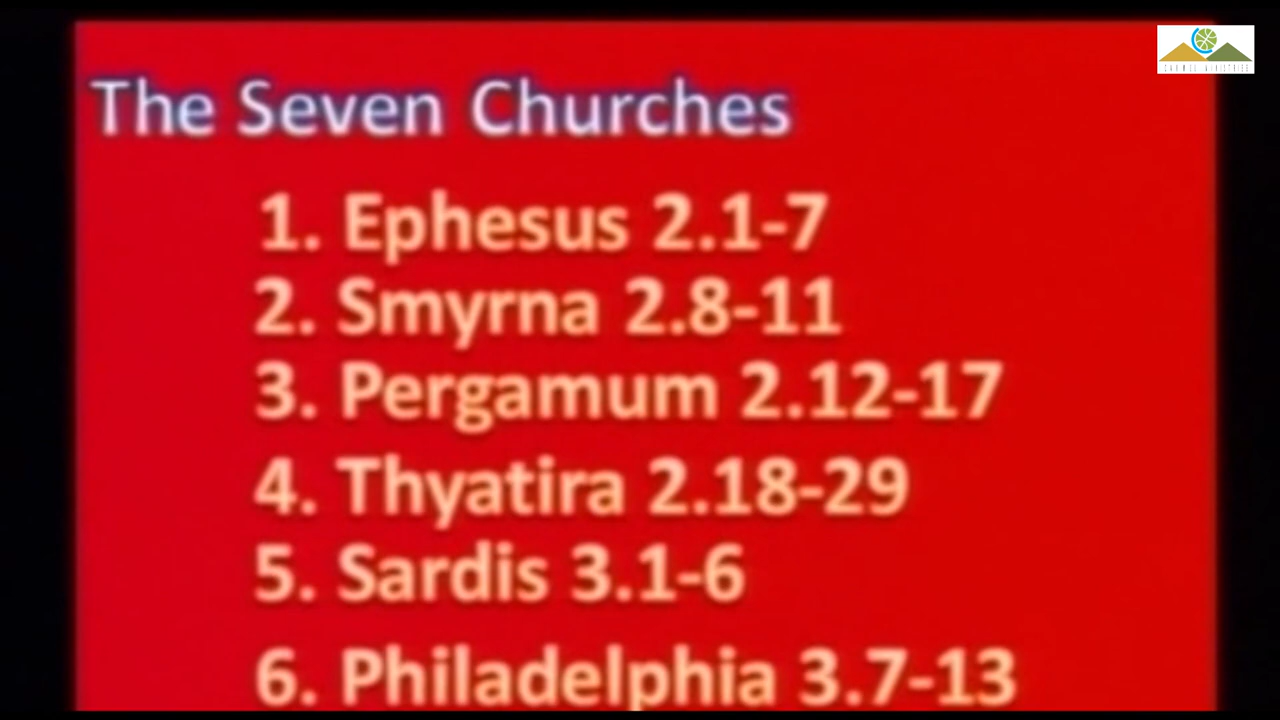 The Seven Churches
1. Ephesus 2.1-7
2. Smyrna 2.8-11
3. Pergamum 2.12-17
4. Thyatira 2.18-29
5. Sardis 3.1-6
6. Philadelphia 3.7-13